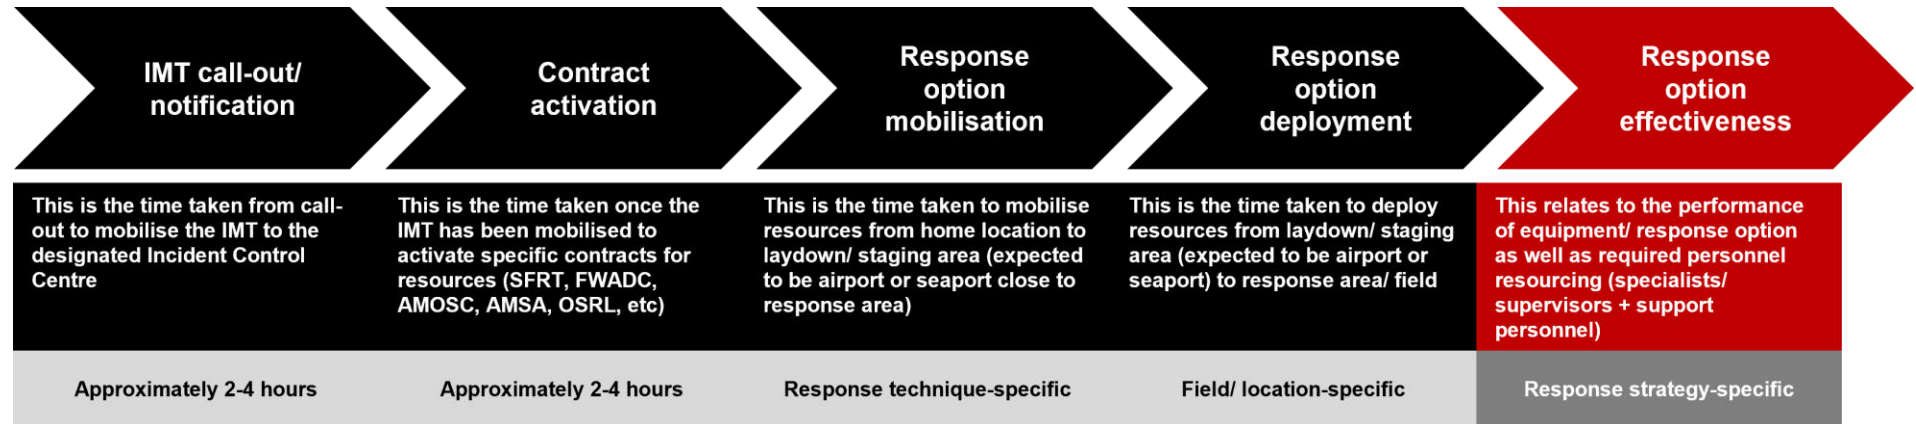 IMT call-out/
notification
Contract
activation
Response
option
mobilisation
Response
option
deployment
Response
option
effectiveness
This is the time taken from call-
out to mobilise the IMT to the
designated Incident Control
Centre
This is the time taken once the
IMT has been mobilised to
activate specific contracts for
resources (SFRT, FWADC,
AMOSC, AMSA, OSRL, etc)
This is the time taken to mobilise
resources from home location to
laydown/ staging area (expected
to be airport or seaport close to
response area)
This is the time taken to deploy
resources from laydown/ staging
area (expected to be airport or
seaport) to response area/ field
This relates to the performance
of equipment/ response option
as well as required personnel
resourcing (specialists/
supervisors + support
personnel)
Approximately 2-4 hours
Approximately 2-4 hours
Response technique-specific
Field/ location-specific
Response strategy-specific